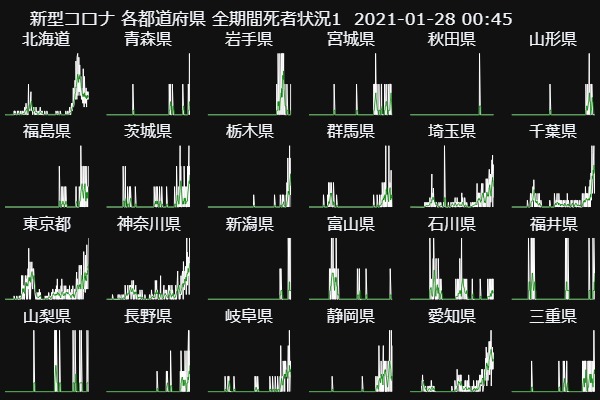 新型コロナ 各都道府県 全期間死者状況1 2021-01-28 00:45
北海道 青森県 岩手県 宮城県 秋田県 山形県
福島県 茨城県 栃木県 群馬県 埼玉県 千葉県
東京都 神奈川県 新潟県 富山県 石川県 福井県
山梨県 長野県 岐阜県 静岡県 愛知県 三重県